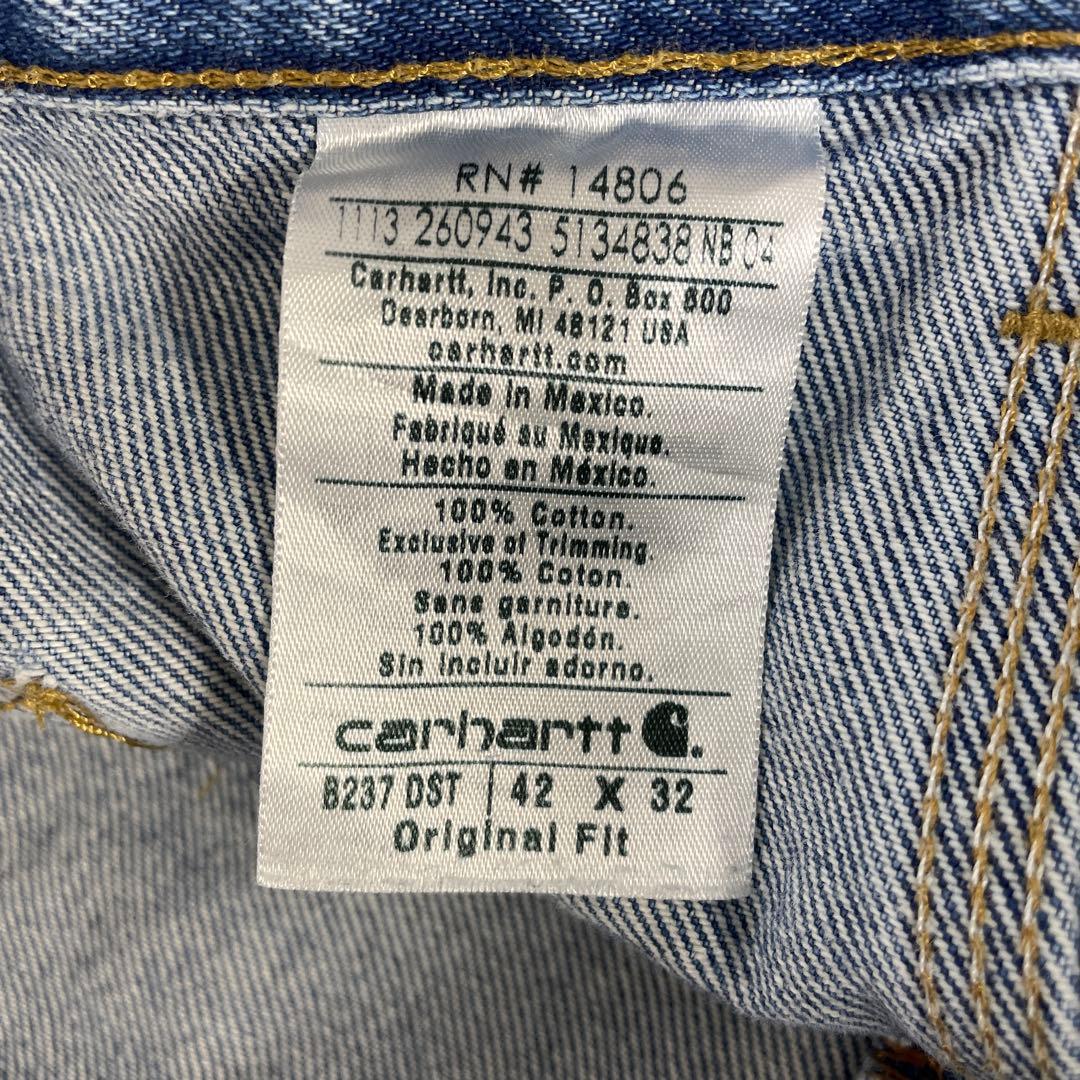 RN# 14806
1113 260943 5134838 NB 04
Carhartt, Inc. P. O. Box 600
Dearborn, MI 48121 USA
carhartt.com
Made in Mexico.
Fabriqué au Mexique.
Hecho en México.
100% Cotton.
Exclusive of Trimming
100% Coton.
Sans garniture.
100% Algodón.
Sin incluir adorno.
carhartt
B237 DST 42 X 32
Original Fit